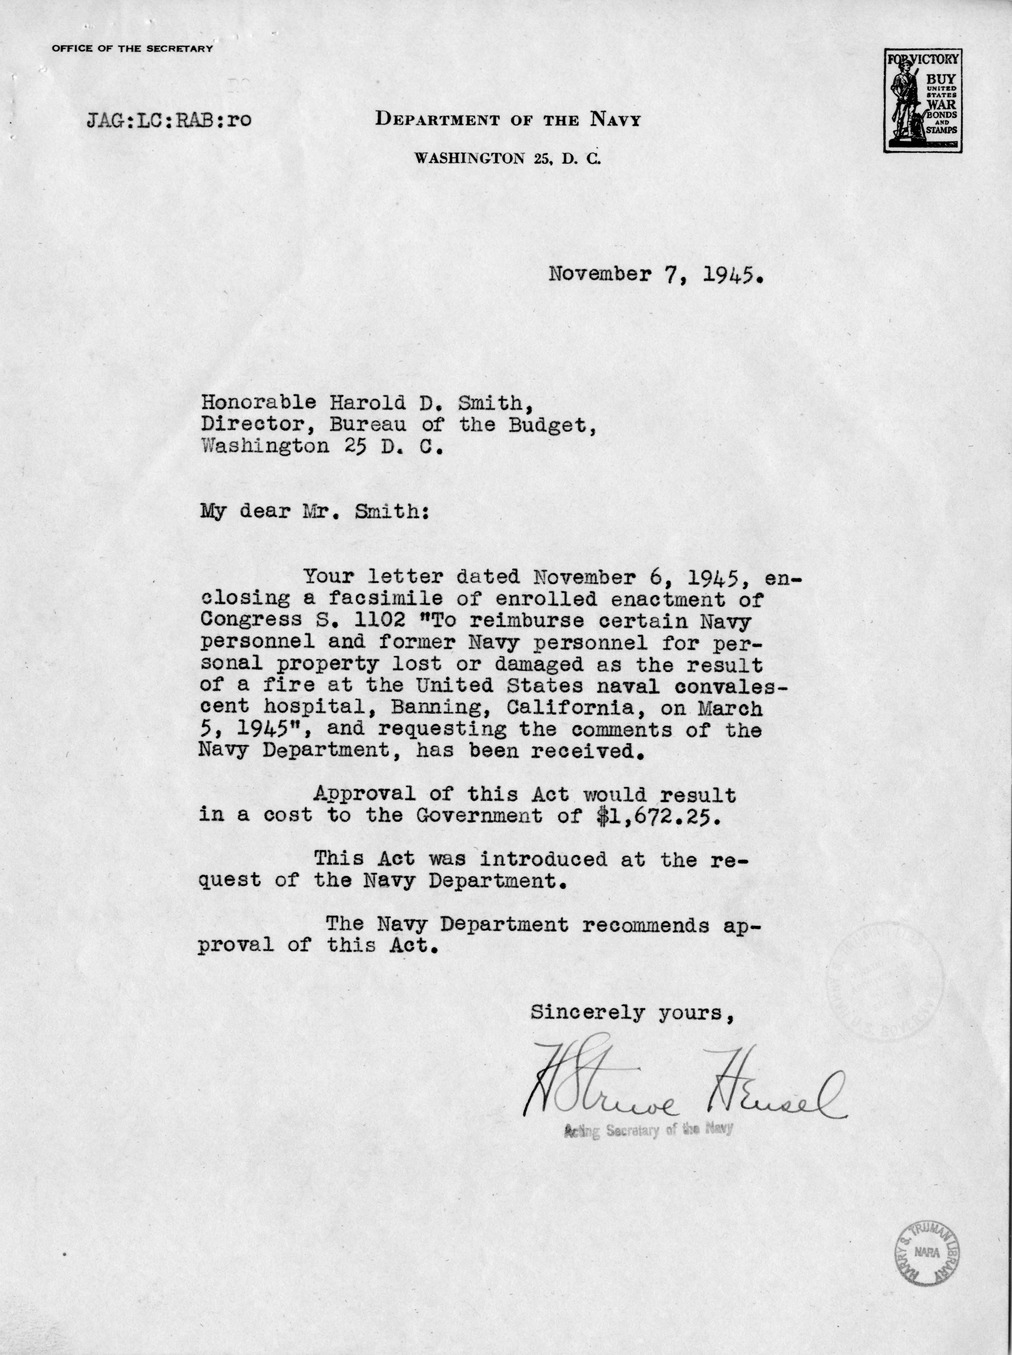 OFFICE OF THE SECRETARY
FOR VICTORY
BUY
UNITED
STATES
WAR
BONDS
AND
STAMPS
JAG:LC:RAB:ro
DEPARTMENT OF THE NAVY
WASHINGTON 25, D. C.
November 7, 1945.
Honorable Harold D. Smith,
Director, Bureau of the Budget,
Washington 25 D. C.
My dear Mr. Smith:
Your letter dated November 6, 1945, en-
closing a facsimile of enrolled enactment of
Congress S. 1102 "To reimburse certain Navy
personnel and former Navy personnel for per-
sonal property lost or damaged as the result
of a fire at the United States naval convales-
cent hospital, Banning, California, on March
5, 1945", and requesting the comments of the
Navy Department, has been received.
Approval of this Act would result
in a cost to the Government of $1,672.25.
This Act was introduced at the re-
quest of the Navy Department.
The Navy Department recommends ap-
proval of this Act.
Sincerely yours,
H Struve Hensel
Acting Secretary of the Navy
HARRY S. TRUMAN LIBRARY
NARA